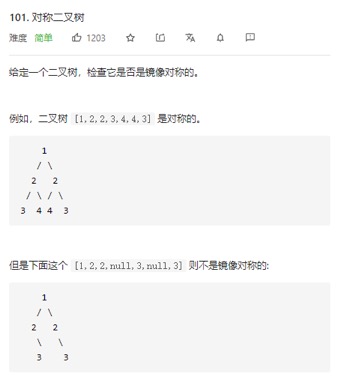 101. 对称二叉树
难度 简单 1203
给定一个二叉树，检查它是否是镜像对称的。
例如，二叉树 [1,2,2,3,4,4,3] 是对称的。
1
/ \
2 2
/ \ / \
3 4 4 3
但是下面这个 [1,2,2,null,3,null,3] 则不是镜像对称的:
1
/ \
2 2
\ \
3 3